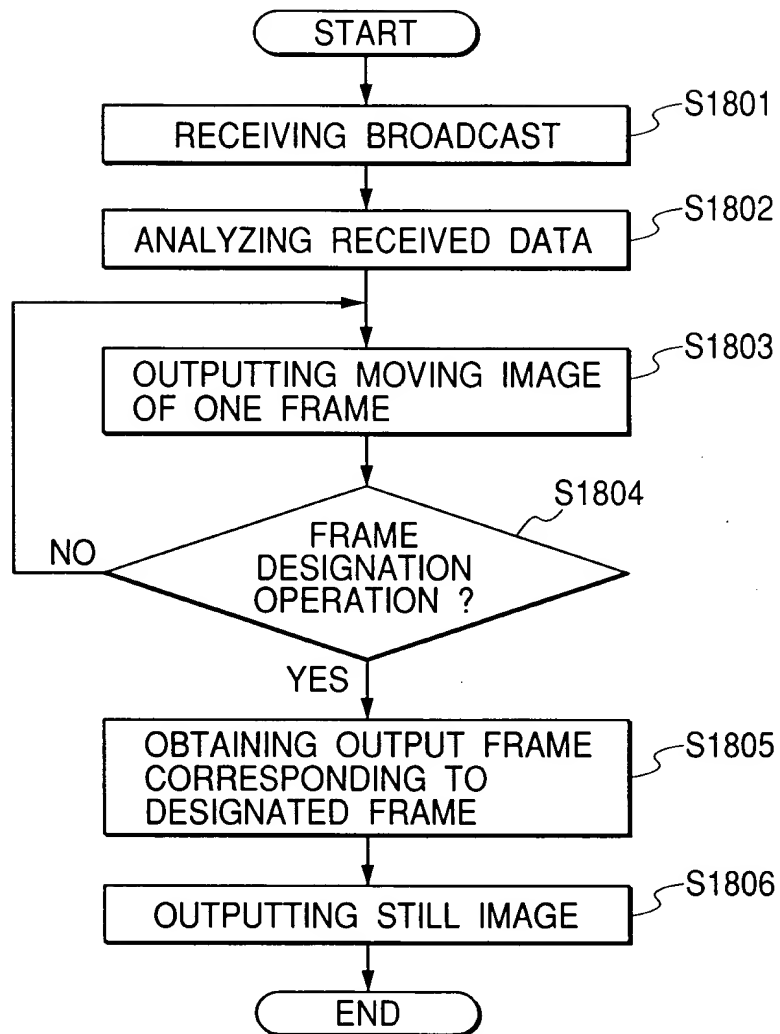 START
S1801
RECEIVING BROADCAST
S1802
ANALYZING RECEIVED DATA
S1803
OUTPUTTING MOVING IMAGE
OF ONE FRAME
S1804
FRAME
DESIGNATION
OPERATION ?
NO
YES
S1805
OBTAINING OUTPUT FRAME
CORRESPONDING TO
DESIGNATED FRAME
S1806
OUTPUTTING STILL IMAGE
END